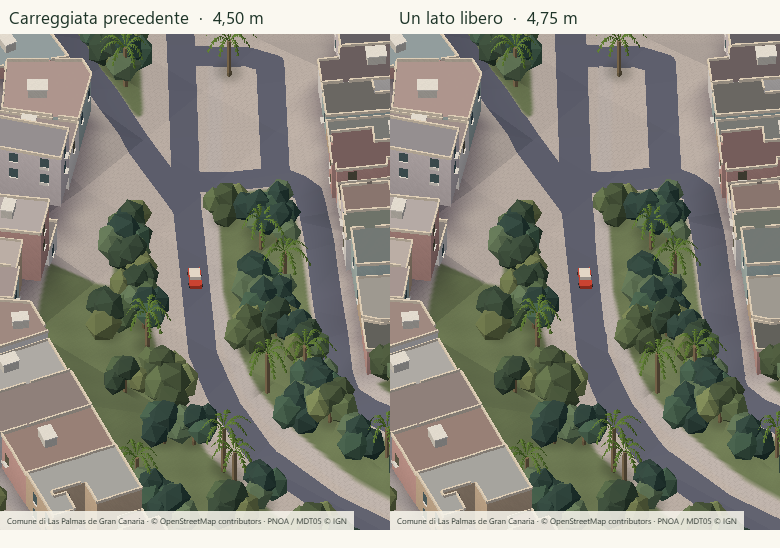 Carreggiata precedente · 4,50 m
Un lato libero · 4,75 m
Comune di Las Palmas de Gran Canaria · © OpenStreetMap contributors · PNOA / MDT05 © IGN
Comune di Las Palmas de Gran Canaria · © OpenStreetMap contributors · PNOA / MDT05 © IGN